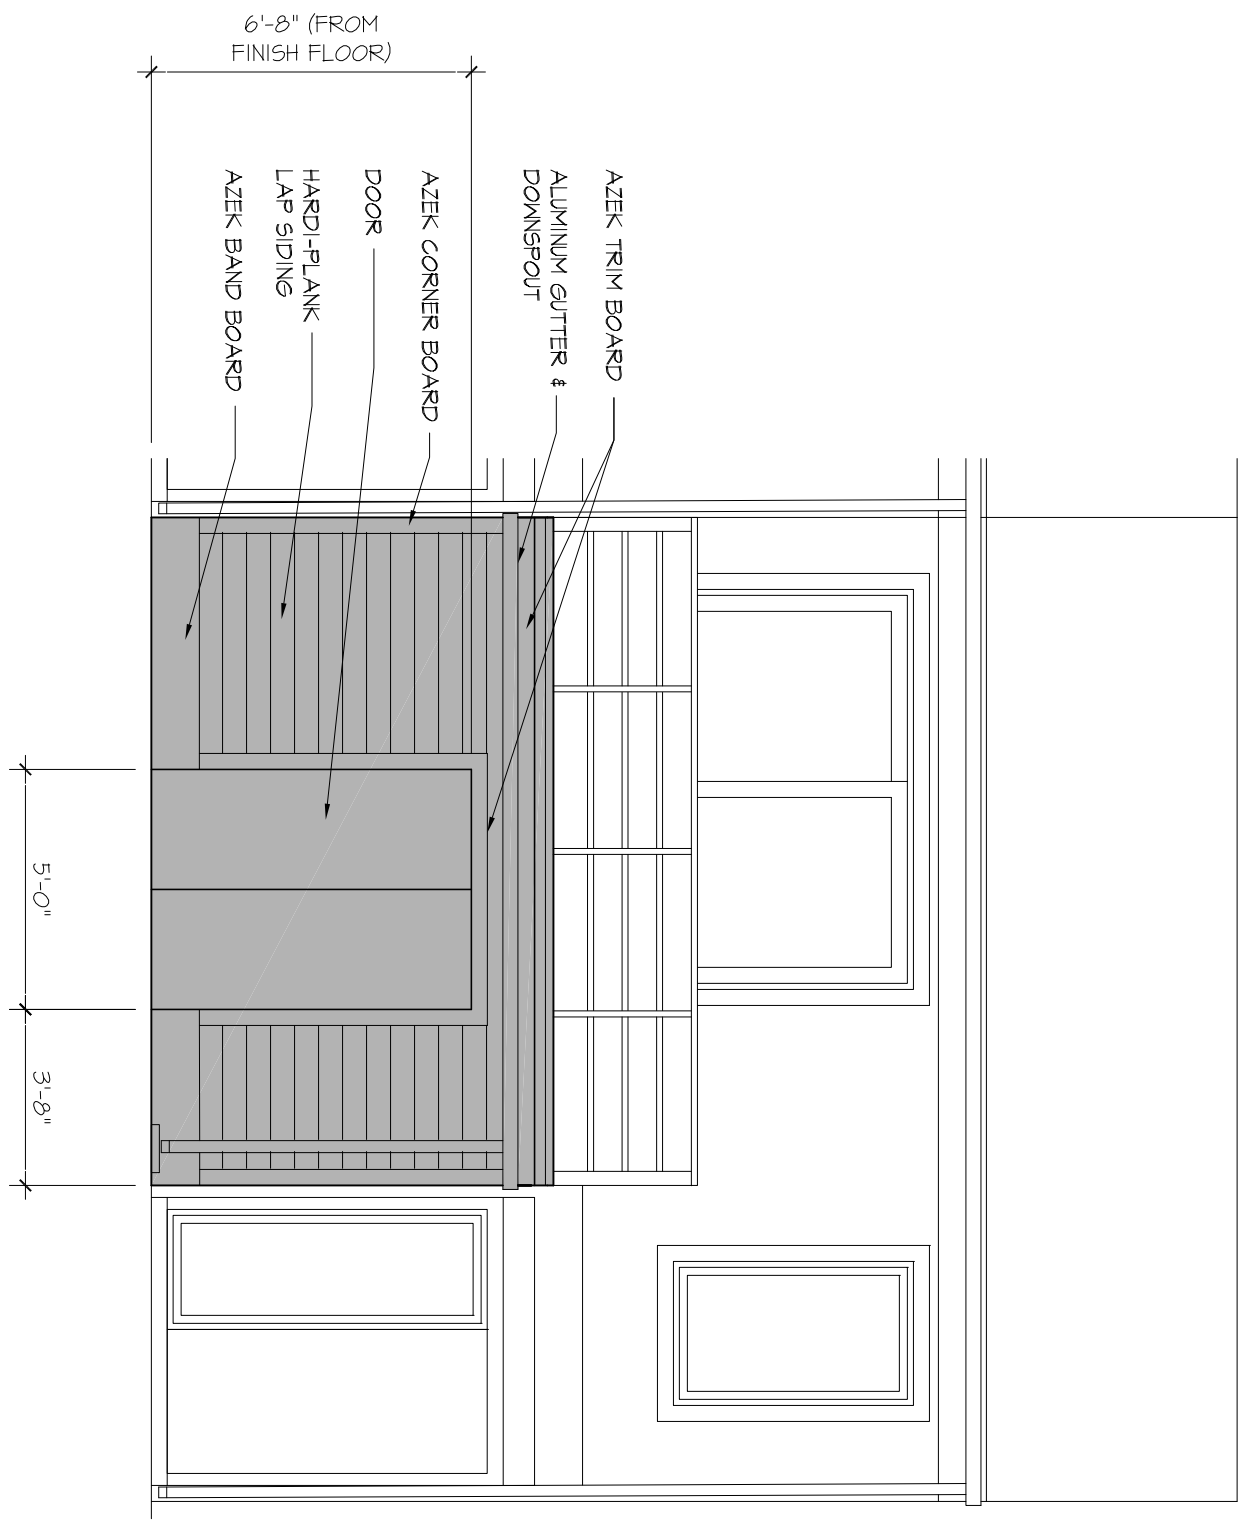 6'-8" (FROM
FINISH FLOOR)
AZEK TRIM BOARD
ALUMINUM GUTTER &
DOWNSPOUT
AZEK CORNER BOARD
DOOR
HARDI-PLANK
LAP SIDING
AZEK BAND BOARD
5'-0"
3'-8"